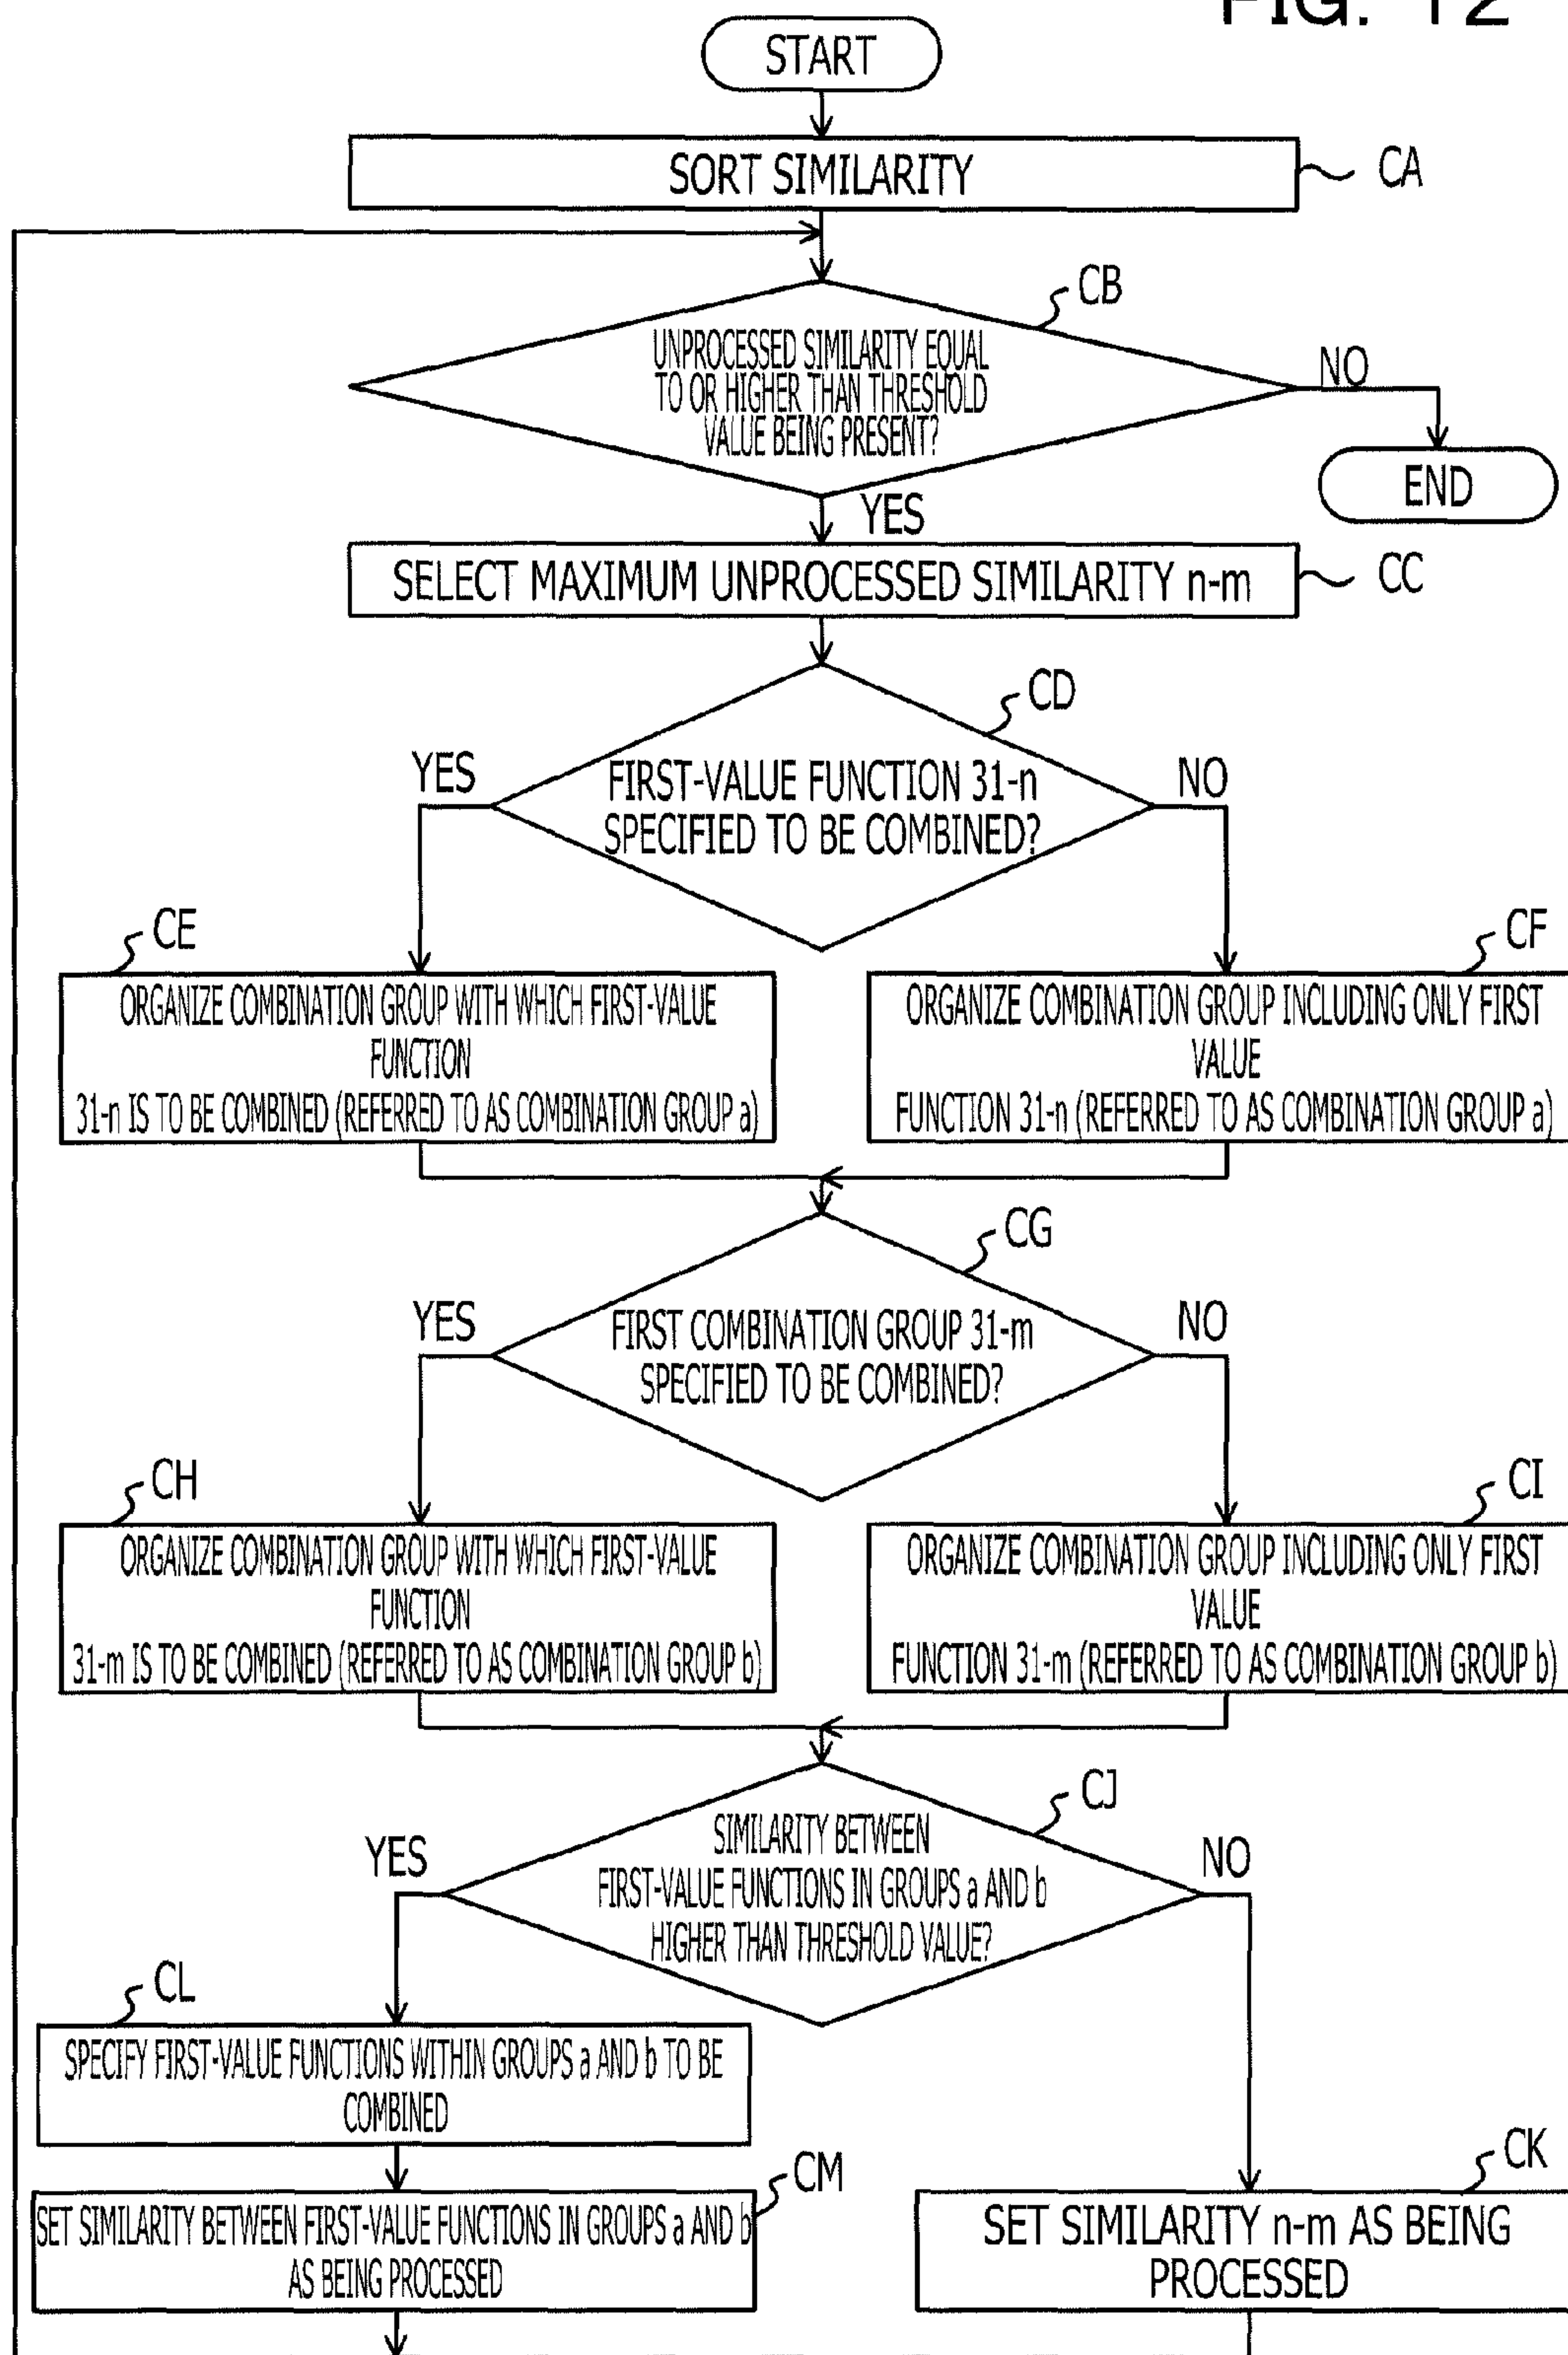 FIG. 12
START
SORT SIMILARITY
CA
CB
UNPROCESSED SIMILARITY EQUAL
TO OR HIGHER THAN THRESHOLD
VALUE BEING PRESENT?
NO
END
YES
SELECT MAXIMUM UNPROCESSED SIMILARITY n-m
CC
CD
YES
FIRST-VALUE FUNCTION 31-n
SPECIFIED TO BE COMBINED?
NO
CE
ORGANIZE COMBINATION GROUP WITH WHICH FIRST-VALUE
FUNCTION
31-n IS TO BE COMBINED (REFERRED TO AS COMBINATION GROUP a)
CF
ORGANIZE COMBINATION GROUP INCLUDING ONLY FIRST
VALUE
FUNCTION 31-n (REFERRED TO AS COMBINATION GROUP a)
CG
YES
FIRST COMBINATION GROUP 31-m
SPECIFIED TO BE COMBINED?
NO
CH
ORGANIZE COMBINATION GROUP WITH WHICH FIRST-VALUE
FUNCTION
31-m IS TO BE COMBINED (REFERRED TO AS COMBINATION GROUP b)
CI
ORGANIZE COMBINATION GROUP INCLUDING ONLY FIRST
VALUE
FUNCTION 31-m (REFERRED TO AS COMBINATION GROUP b)
CJ
YES
SIMILARITY BETWEEN
FIRST-VALUE FUNCTIONS IN GROUPS a AND b
HIGHER THAN THRESHOLD VALUE?
NO
CL
SPECIFY FIRST-VALUE FUNCTIONS WITHIN GROUPS a AND b TO BE
COMBINED
CM
SET SIMILARITY BETWEEN FIRST-VALUE FUNCTIONS IN GROUPS a AND b
AS BEING PROCESSED
CK
SET SIMILARITY n-m AS BEING
PROCESSED